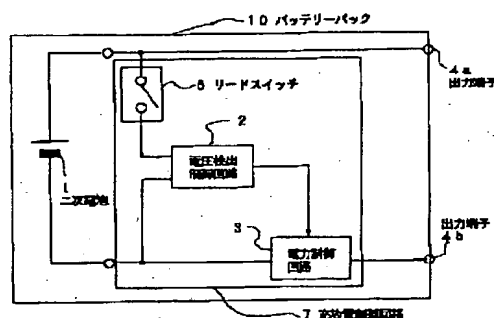 10 バッテリーパック
5 リードスイッチ
4a
出力端子
2
電圧検出
制御回路
二次電池
出力端子
4b
3
電力制御
回路
7